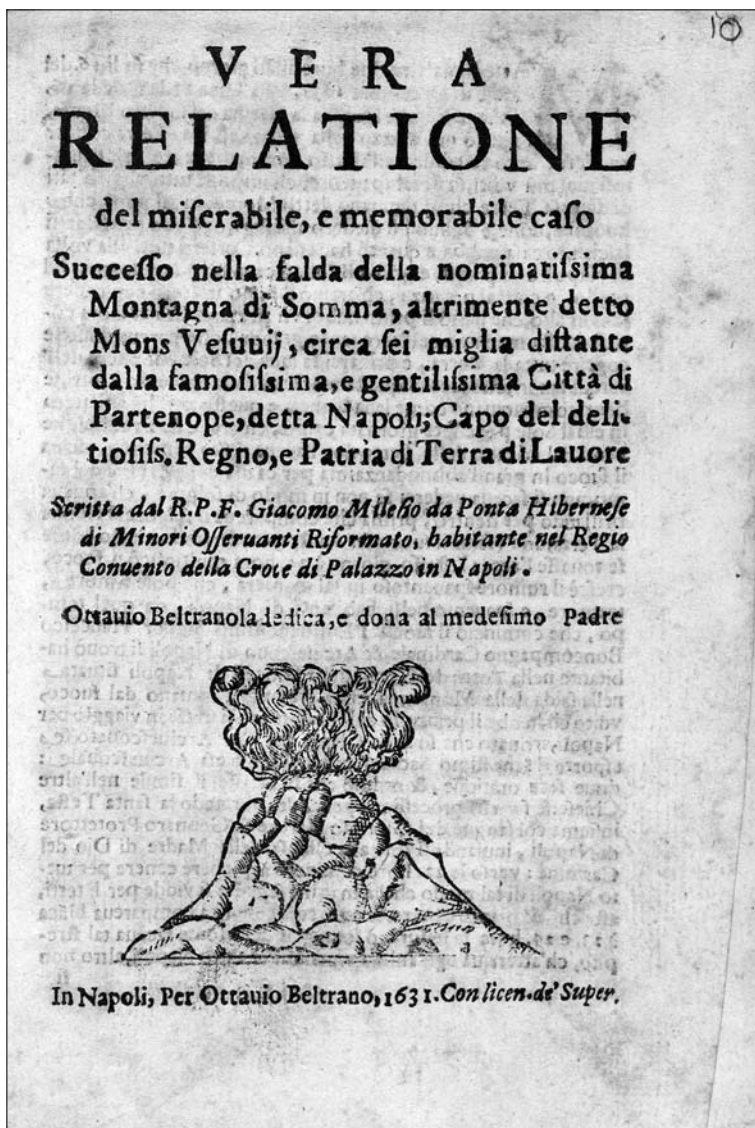 10
VERA
RELATIONE
del miſerabile, e memorabile caſo
Succeſſo nella falda della nominatiſsima
Montagna di Somma, altrimente detto
Mons Veſuuij, circa ſei miglia diſtante
dalla famoſiſsima, e gentiliſsima Città di
Partenope, detta Napoli; Capo del deli-
tioſiſs. Regno, e Patria di Terra di Lauore
Scritta dal R.P.F. Giacomo Mileſio da Ponta Hiberneſe
di Minori Oſſeruanti Riformato, habitante nel Regio
Conuento della Croce di Palazzo in Napoli.
Ottauio Beltrano la dedica, e dona al medeſimo Padre
In Napoli, Per Ottauio Beltrano, 1631. Con licen. de' Super.